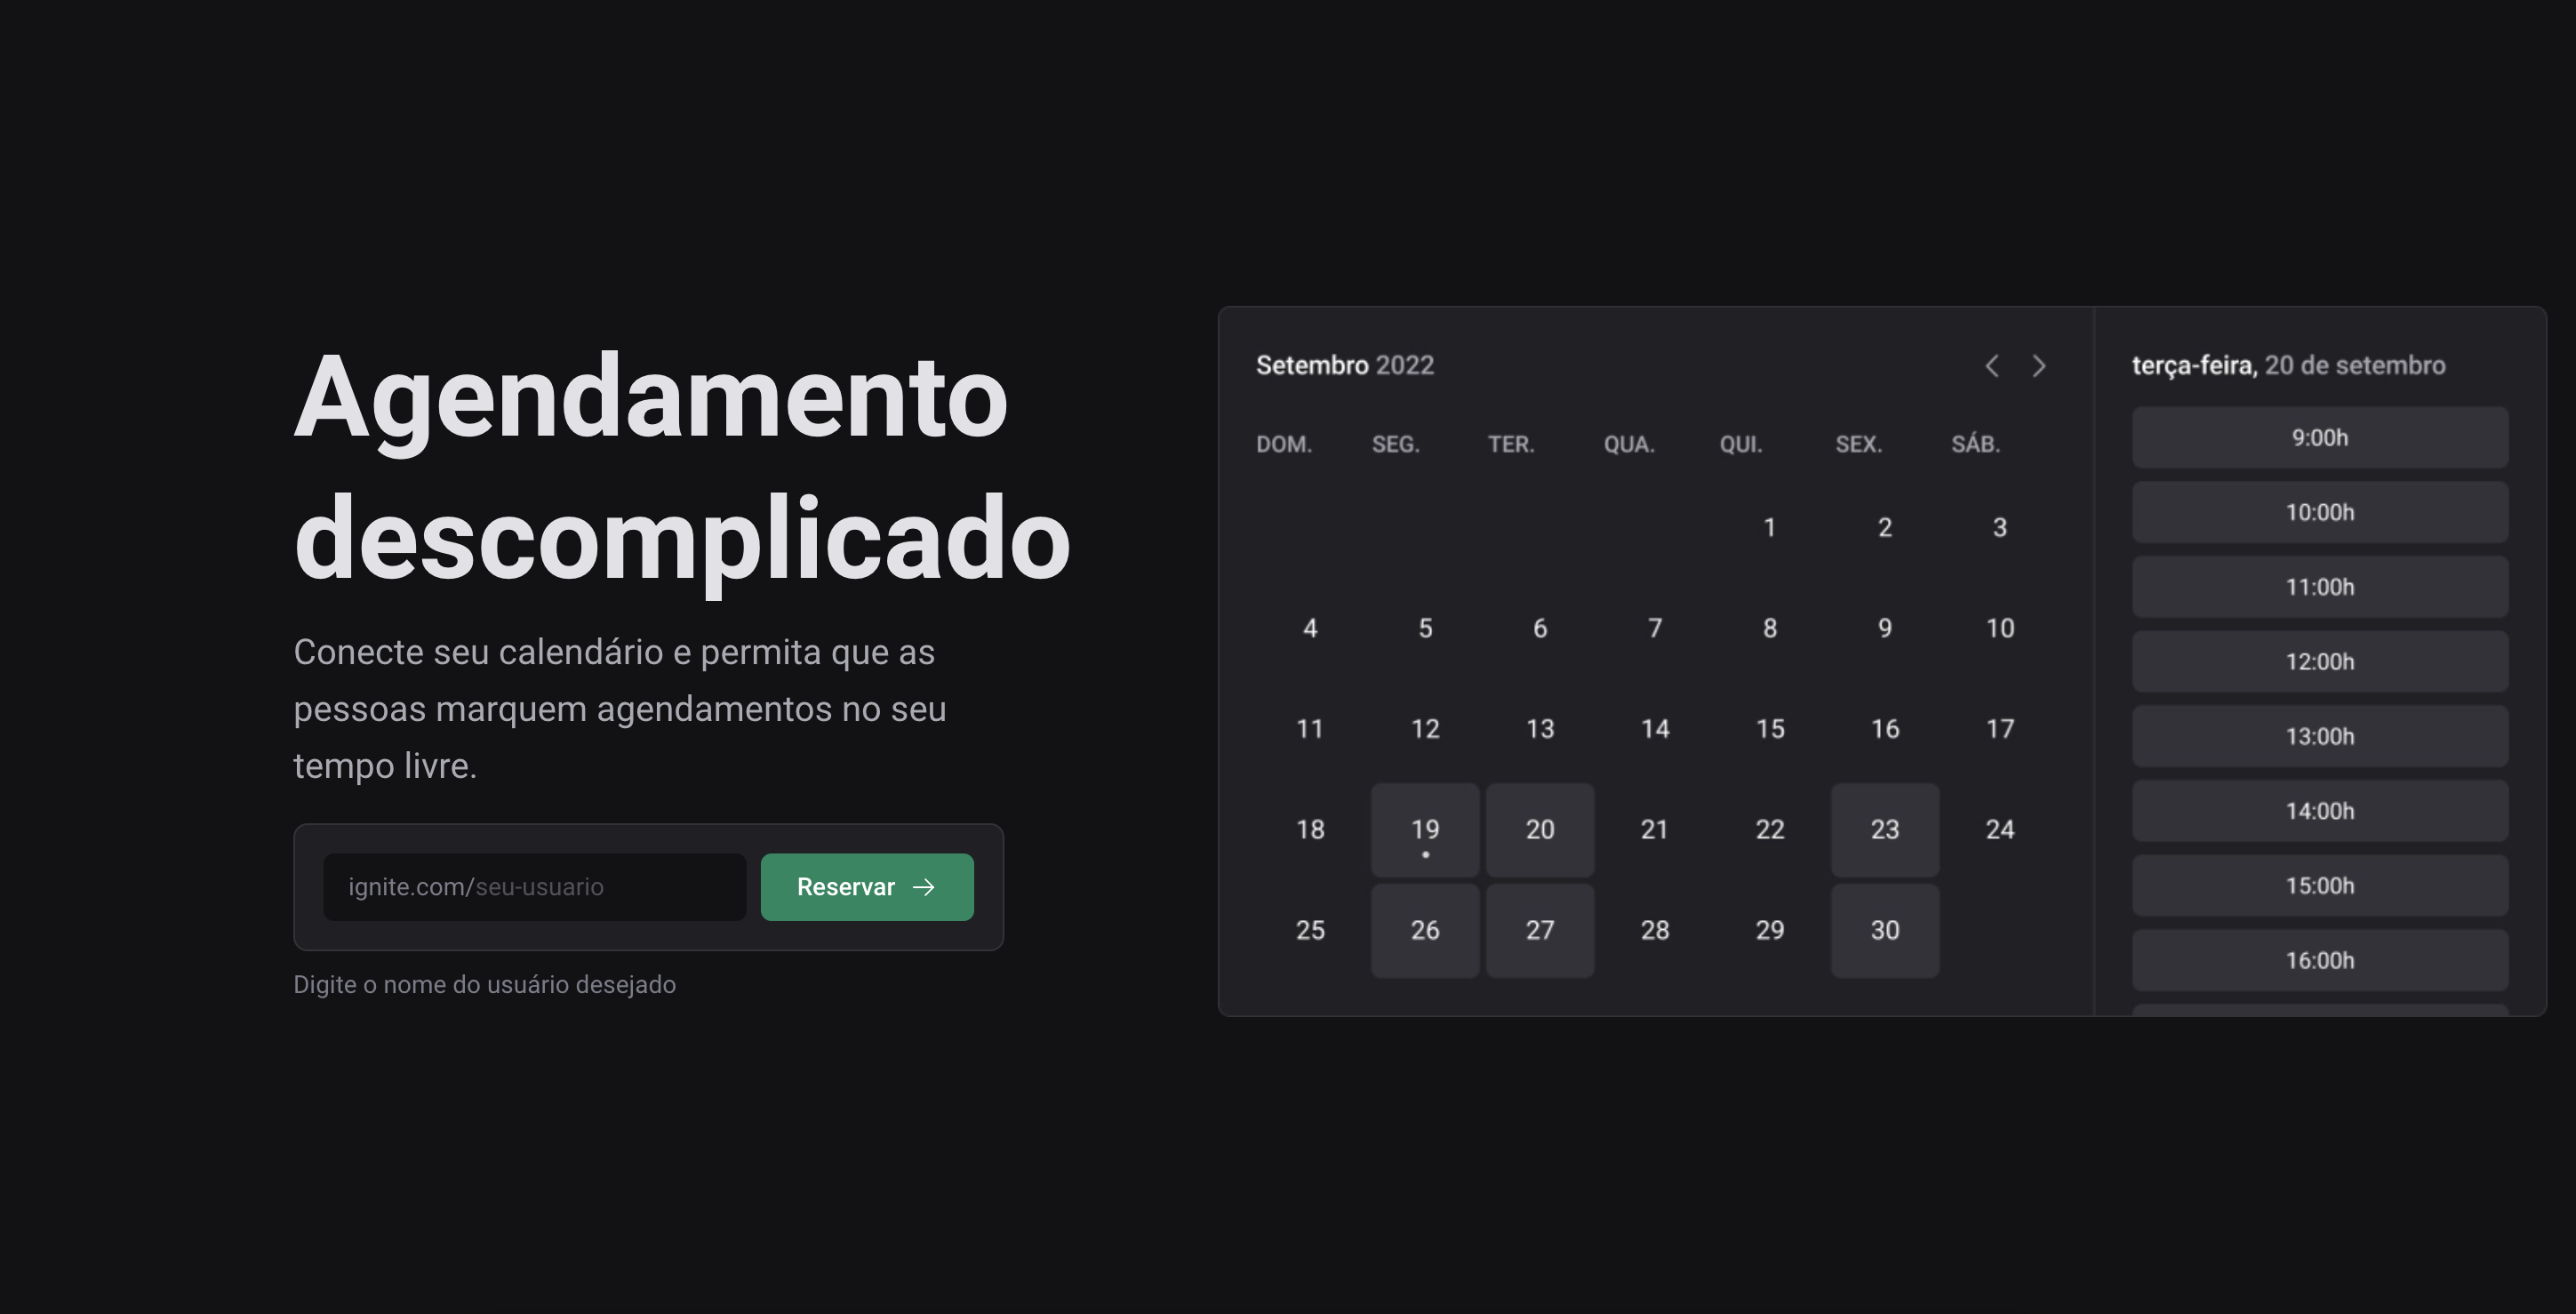 Agendamento
descomplicado
Conecte seu calendário e permita que as
pessoas marquem agendamentos no seu
tempo livre.
ignite.com/seu-usuario
Reservar
Digite o nome do usuário desejado
Setembro 2022
DOM. SEG. TER. QUA. QUI. SEX. SÁB.
1 2 3
4 5 6 7 8 9 10
11 12 13 14 15 16 17
18 19 20 21 22 23 24
25 26 27 28 29 30
terça-feira, 20 de setembro
9:00h
10:00h
11:00h
12:00h
13:00h
14:00h
15:00h
16:00h